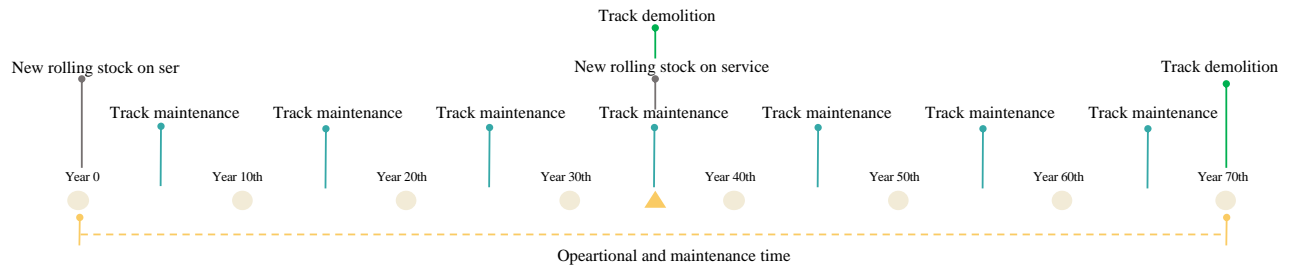 Track demolition
New rolling stock on ser
New rolling stock on service
Track demolition
Track maintenance
Track maintenance
Track maintenance
Track maintenance
Track maintenance
Track maintenance
Track maintenance
Year 0
Year 10th
Year 20th
Year 30th
Year 40th
Year 50th
Year 60th
Year 70th
Opeartional and maintenance time